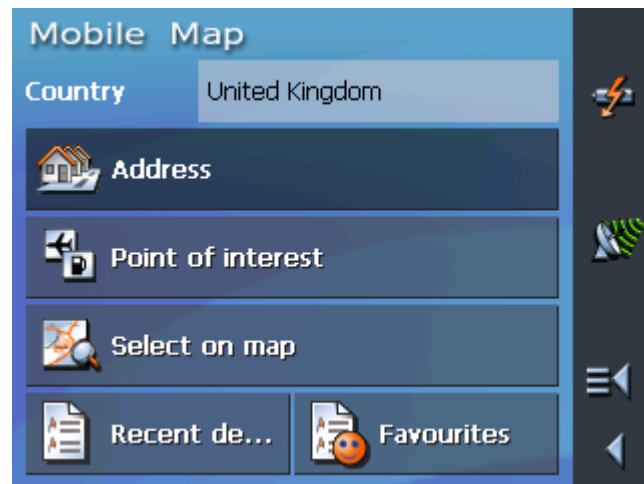 Mobile Map
Country United Kingdom
Address
Point of interest
Select on map
Recent de... Favourites